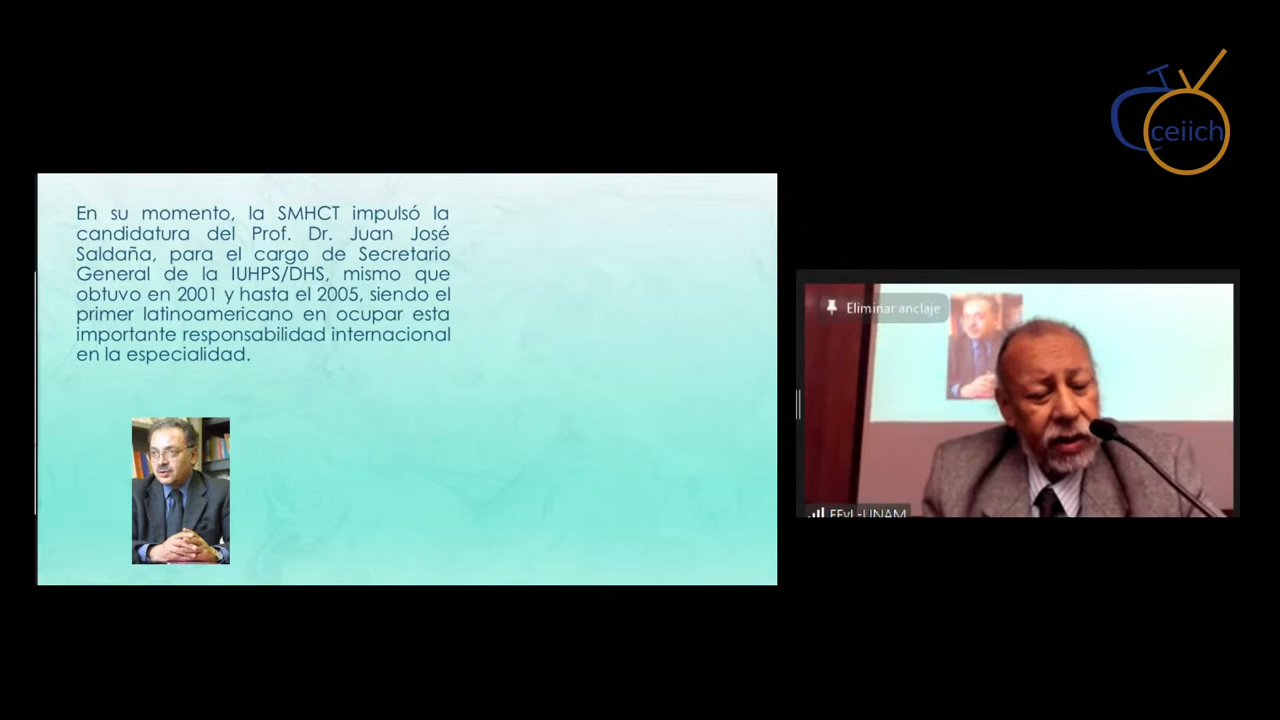 TV
ceiich
En su momento, la SMHCT impulsó la
candidatura del Prof. Dr. Juan José
Saldaña, para el cargo de Secretario
General de la IUHPS/DHS, mismo que
obtuvo en 2001 y hasta el 2005, siendo el
primer latinoamericano en ocupar esta
importante responsabilidad internacional
en la especialidad.
Eliminar anclaje
FFyL-UNAM